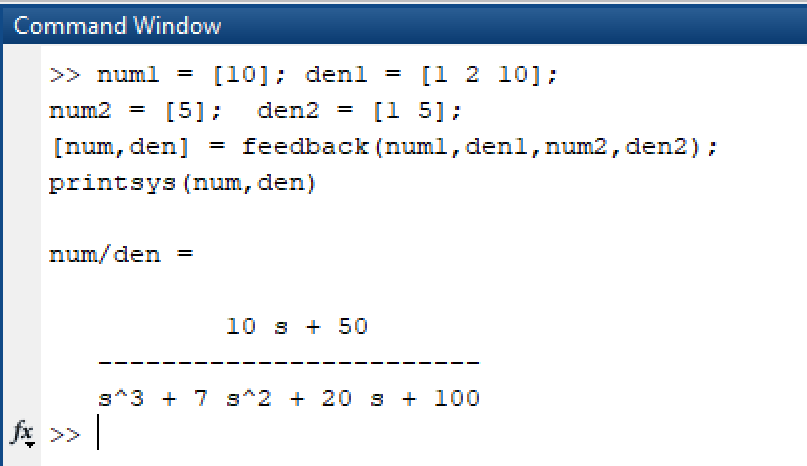 Command Window
>> num1 = [10]; den1 = [1 2 10];
num2 = [5];  den2 = [1 5];
[num,den] = feedback(num1,den1,num2,den2);
printsys(num,den)
num/den =
10 s + 50
------------------------
s^3 + 7 s^2 + 20 s + 100
fx >>